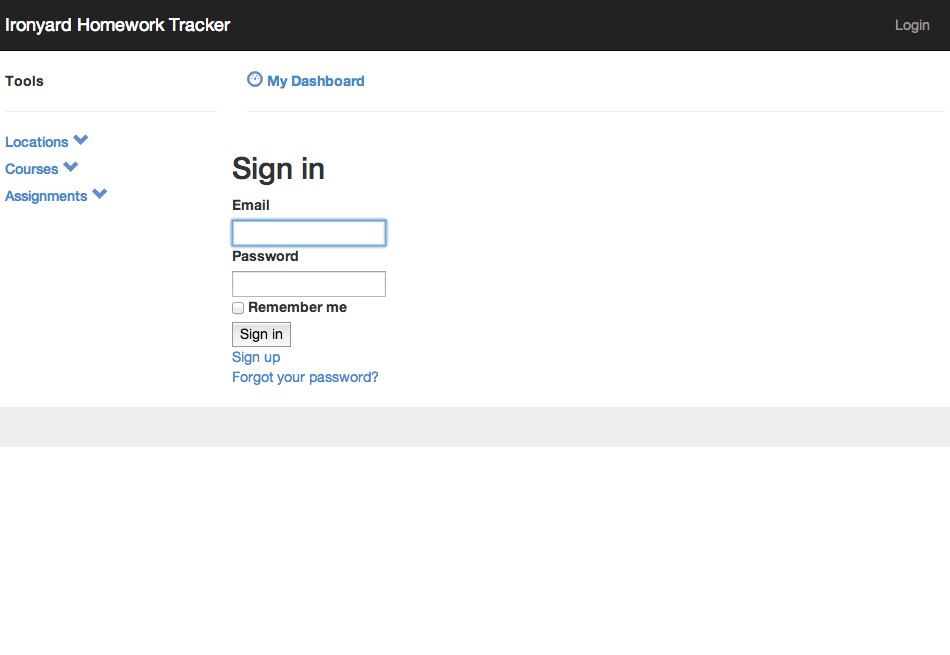 Ironyard Homework Tracker Login
Tools
My Dashboard
Locations
Courses
Assignments
Sign in
Email
Password
Remember me
Sign in
Sign up
Forgot your password?